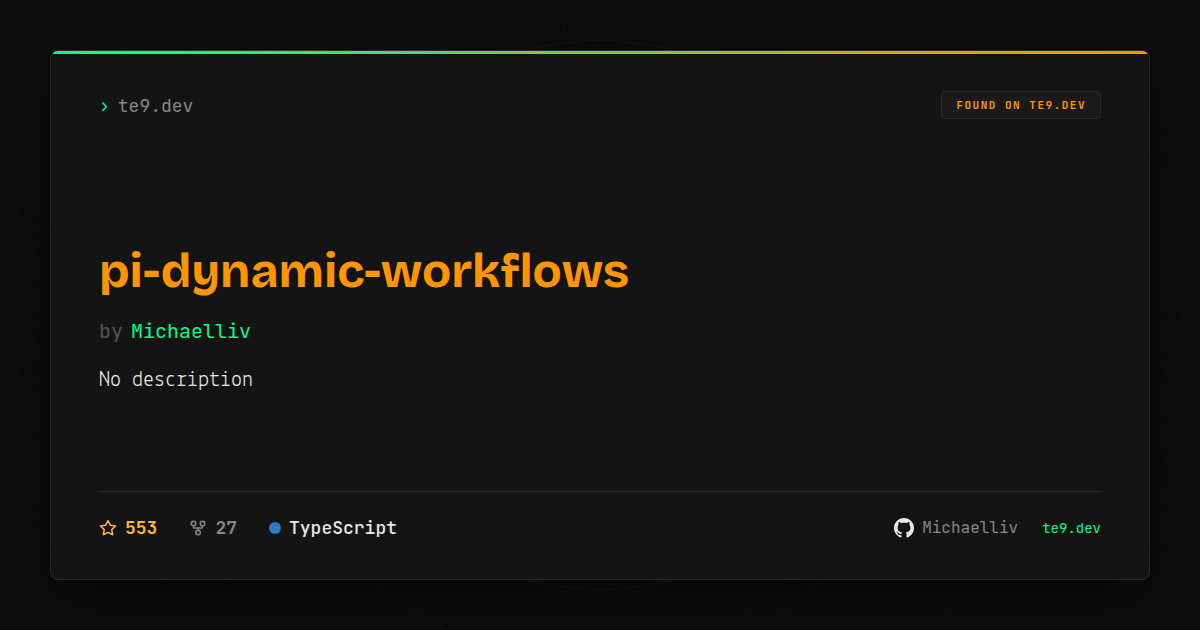 › te9.dev
FOUND ON TE9.DEV
pi-dynamic-workflows
by Michaelliv
No description
553 27 TypeScript
Michaelliv te9.dev